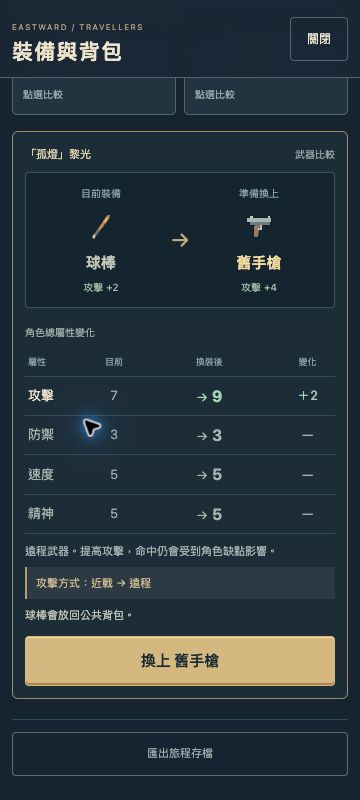 EASTWARD / TRAVELLERS
裝備與背包
關閉
點選比較
點選比較
「孤燈」黎光
武器比較
目前裝備
準備換上
→
球棒
舊手槍
攻擊 +2
攻擊 +4
角色總屬性變化
屬性 目前 換裝後 變化
攻擊 7 → 9 +2
防禦 3 → 3 —
速度 5 → 5 —
精神 5 → 5 —
遠程武器。提高攻擊，命中仍會受到角色缺點影響。
攻擊方式：近戰 → 遠程
球棒會放回公共背包。
換上 舊手槍
匯出旅程存檔